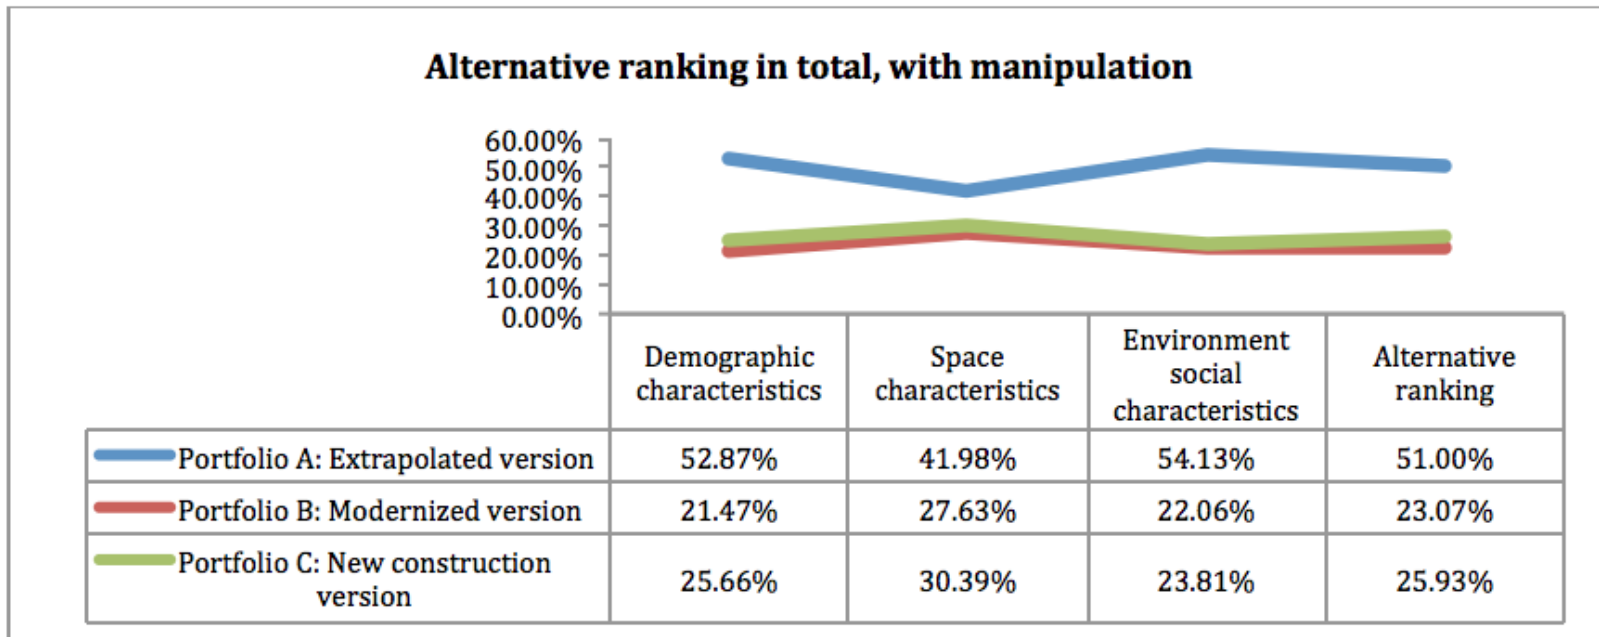 Alternative ranking in total, with manipulation
60.00%
50.00%
40.00%
30.00%
20.00%
10.00%
0.00%
Demographic
characteristics
Space
characteristics
Environment
social
characteristics
Alternative
ranking
Portfolio A: Extrapolated version 52.87% 41.98% 54.13% 51.00%
Portfolio B: Modernized version 21.47% 27.63% 22.06% 23.07%
Portfolio C: New construction
version
25.66% 30.39% 23.81% 25.93%